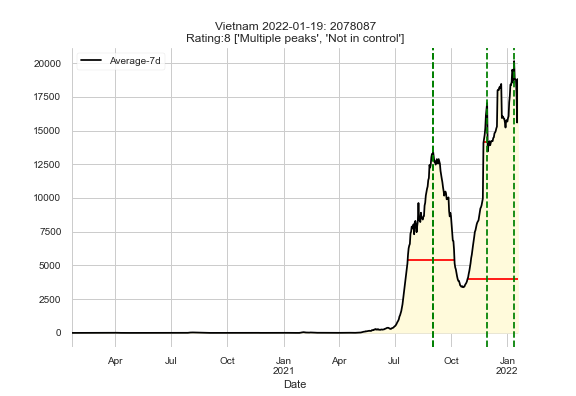 Vietnam 2022-01-19: 2078087
Rating:8 ['Multiple peaks', 'Not in control']
Average-7d
20000
17500
15000
12500
10000
7500
5000
2500
0
Apr Jul Oct Jan Apr Jul Oct Jan
2021 2022
Date